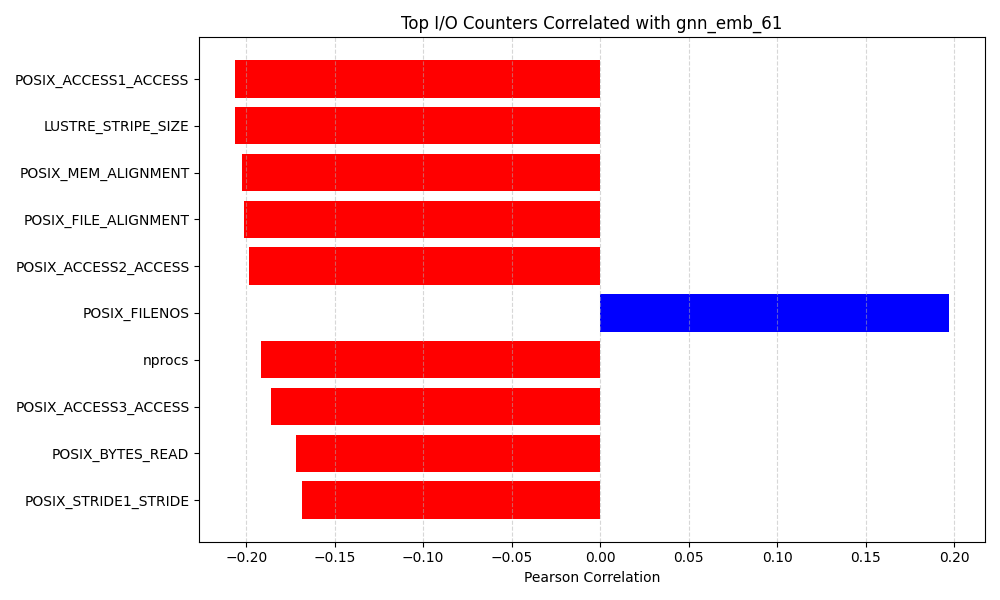 Top I/O Counters Correlated with gnn_emb_61
POSIX_ACCESS1_ACCESS
LUSTRE_STRIPE_SIZE
POSIX_MEM_ALIGNMENT
POSIX_FILE_ALIGNMENT
POSIX_ACCESS2_ACCESS
POSIX_FILENOS
nprocs
POSIX_ACCESS3_ACCESS
POSIX_BYTES_READ
POSIX_STRIDE1_STRIDE
−0.20 −0.15 −0.10 −0.05 0.00 0.05 0.10 0.15 0.20
Pearson Correlation